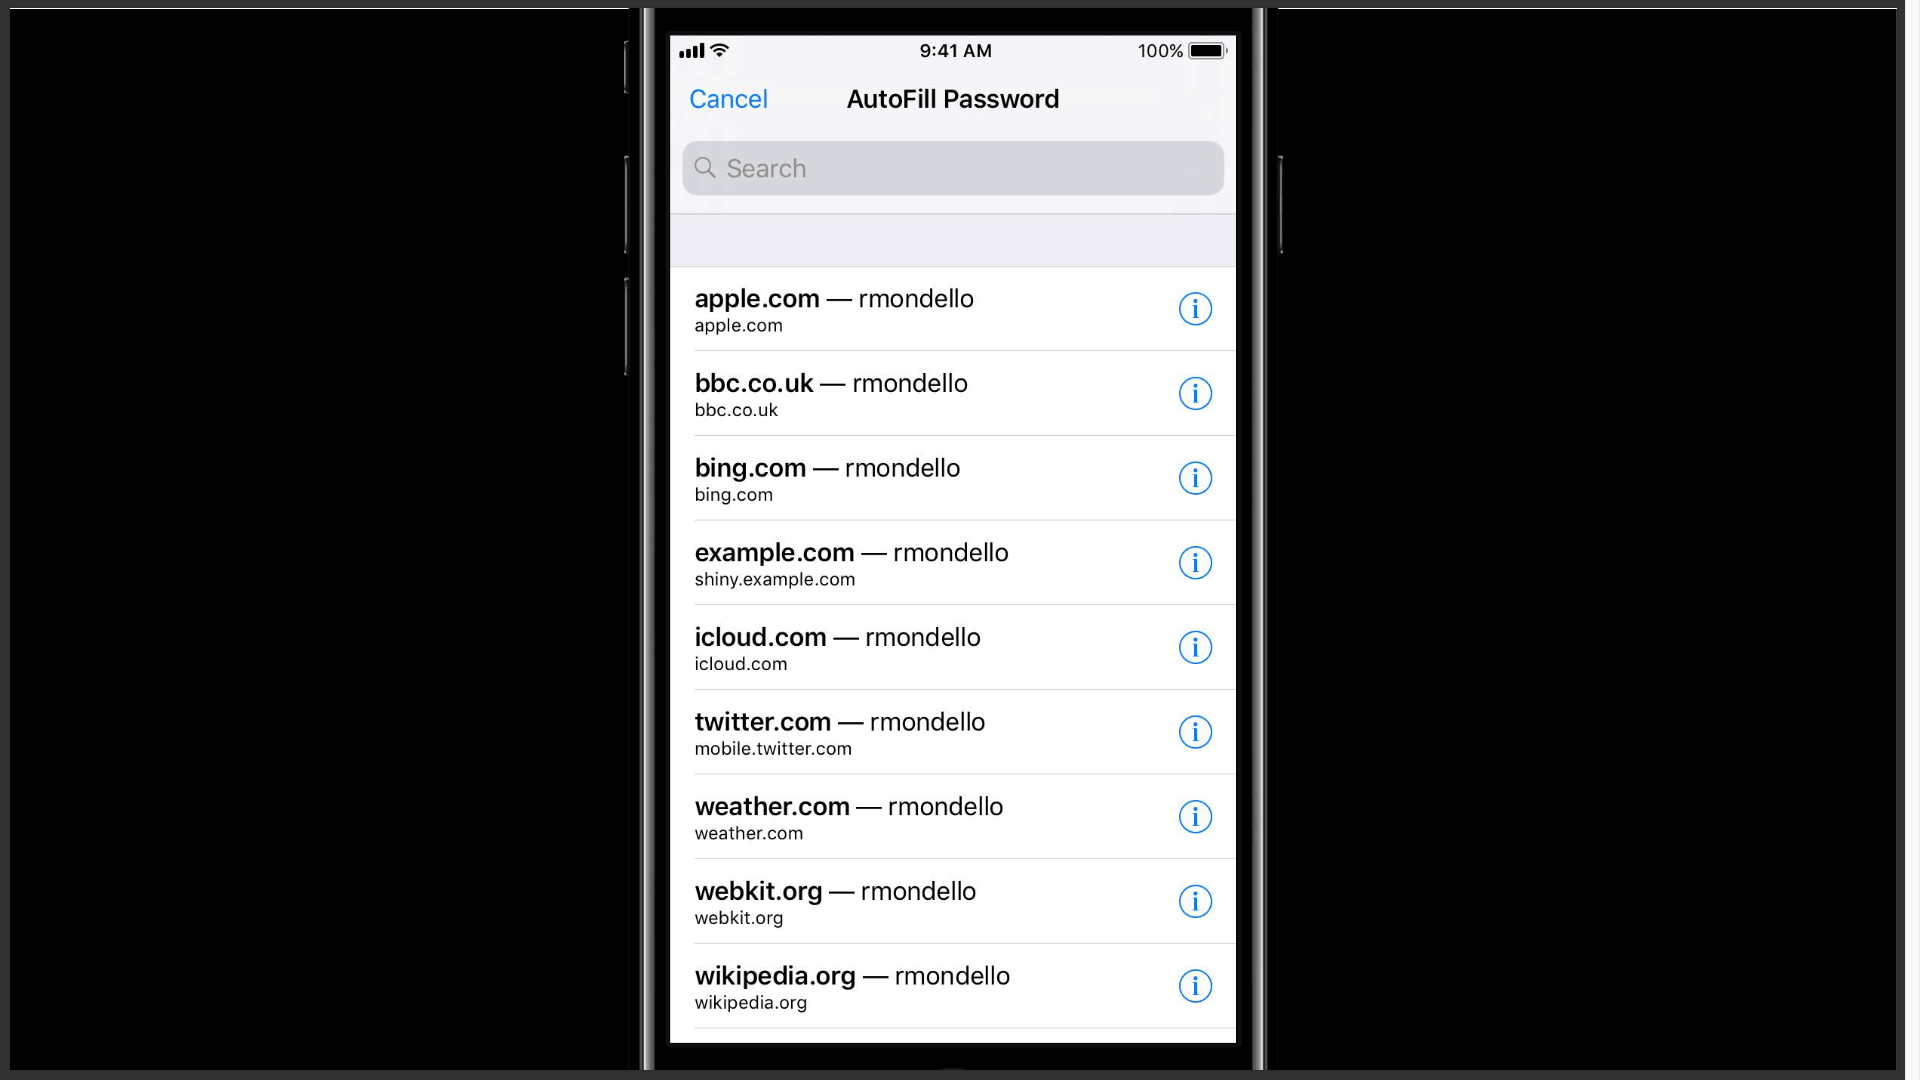 9:41 AM
100%
Cancel
AutoFill Password
Search
apple.com — rmondello
apple.com
bbc.co.uk — rmondello
bbc.co.uk
bing.com — rmondello
bing.com
example.com — rmondello
shiny.example.com
icloud.com — rmondello
icloud.com
twitter.com — rmondello
mobile.twitter.com
weather.com — rmondello
weather.com
webkit.org — rmondello
webkit.org
wikipedia.org — rmondello
wikipedia.org